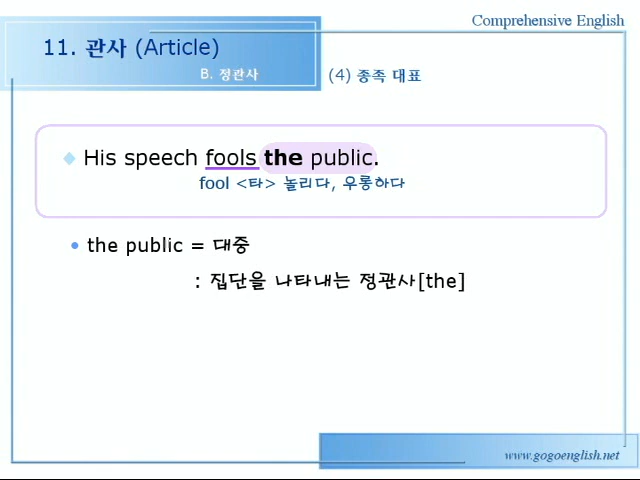 Comprehensive English
11. 관사 (Article)
B. 정관사
(4) 종족 대표
His speech fools the public.
fool <타> 놀리다, 우롱하다
• the public = 대중
: 집단을 나타내는 정관사[the]
www.gogoenglish.net